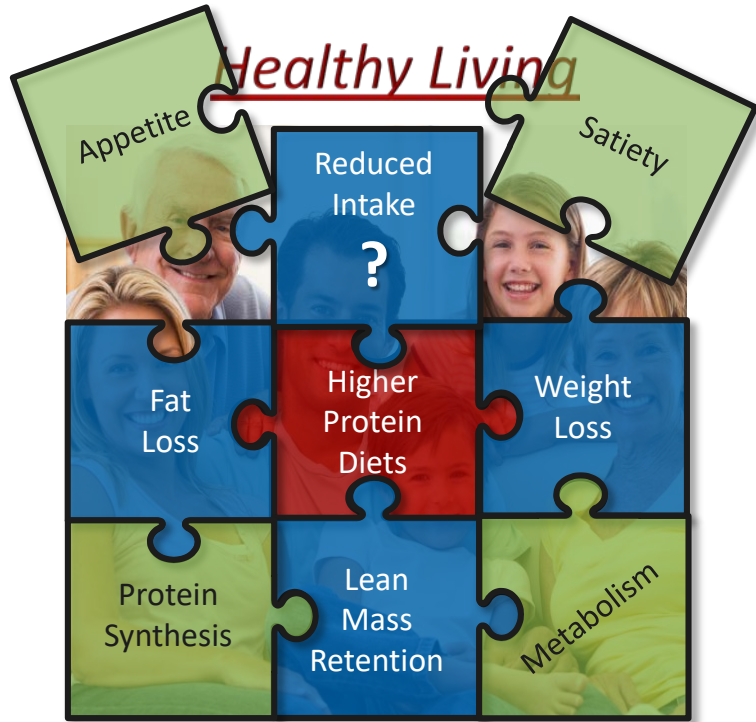 Healthy Living
Appetite
Satiety
Reduced
Intake
?
Fat
Loss
Higher
Protein
Diets
Weight
Loss
Protein
Synthesis
Lean
Mass
Retention
Metabolism